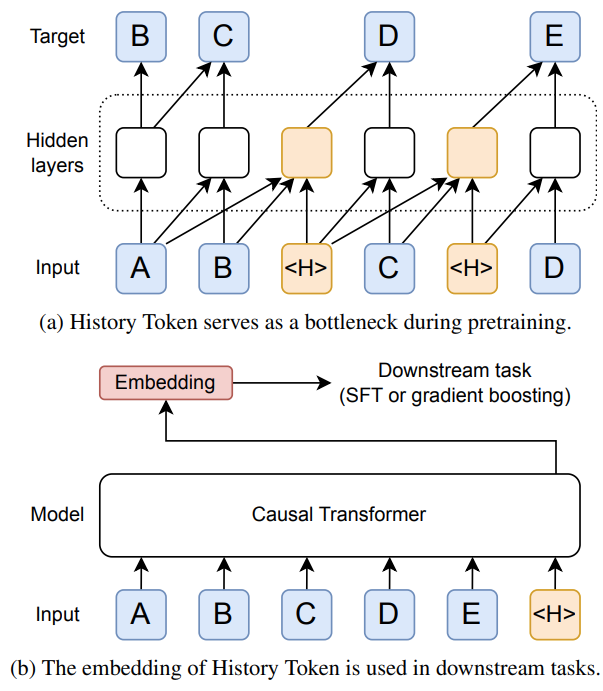 Target B C D E
Hidden
layers
Input A B <H> C <H> D
(a) History Token serves as a bottleneck during pretraining.
Embedding
Downstream task
(SFT or gradient boosting)
Model Causal Transformer
Input A B C D E <H>
(b) The embedding of History Token is used in downstream tasks.